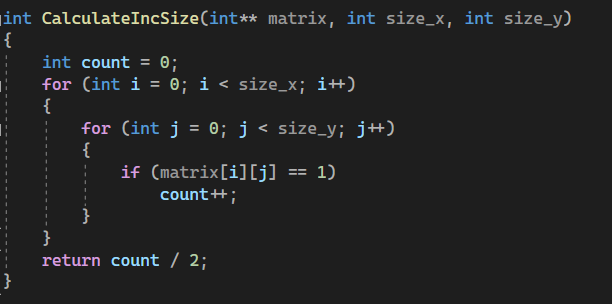 int CalculateIncSize(int** matrix, int size_x, int size_y)
{
    int count = 0;
    for (int i = 0; i < size_x; i++)
    {
        for (int j = 0; j < size_y; j++)
        {
            if (matrix[i][j] == 1)
                count++;
        }
    }
    return count / 2;
}